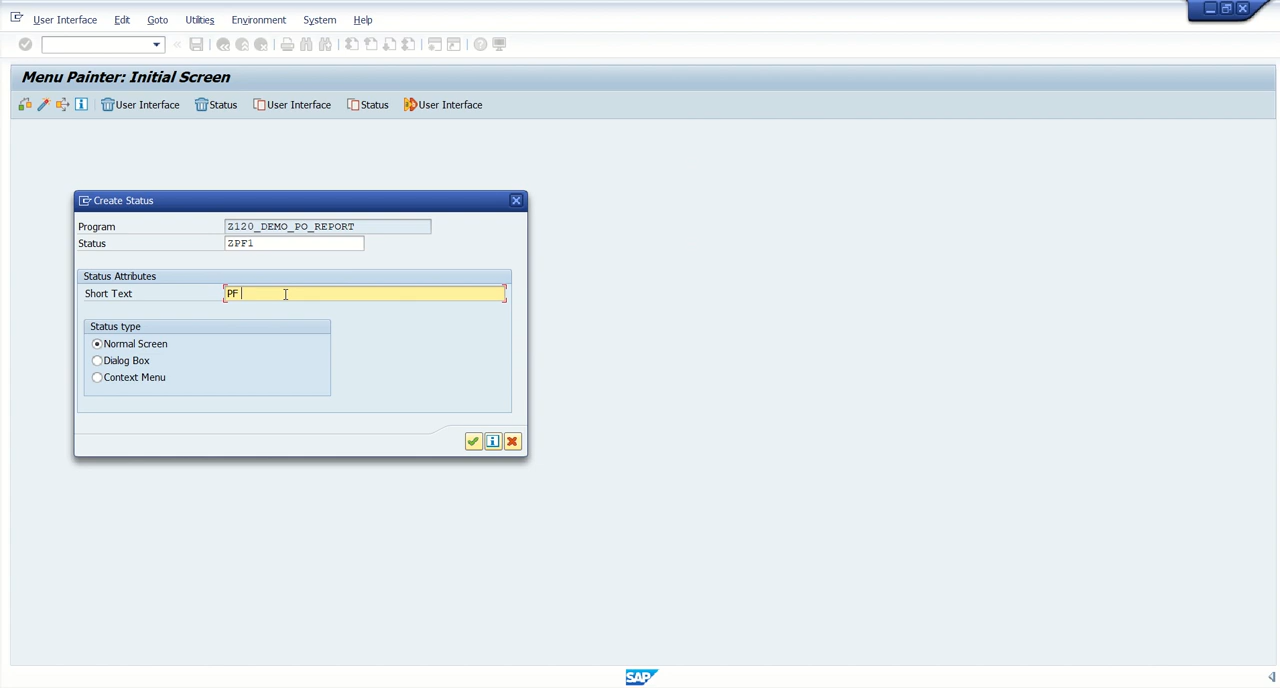 User Interface Edit Goto Utilities Environment System Help
Menu Painter: Initial Screen
User Interface Status User Interface Status User Interface
Create Status
Program Z120_DEMO_PO_REPORT
Status ZPF1
Status Attributes
Short Text PF
Status type
Normal Screen
Dialog Box
Context Menu
SAP